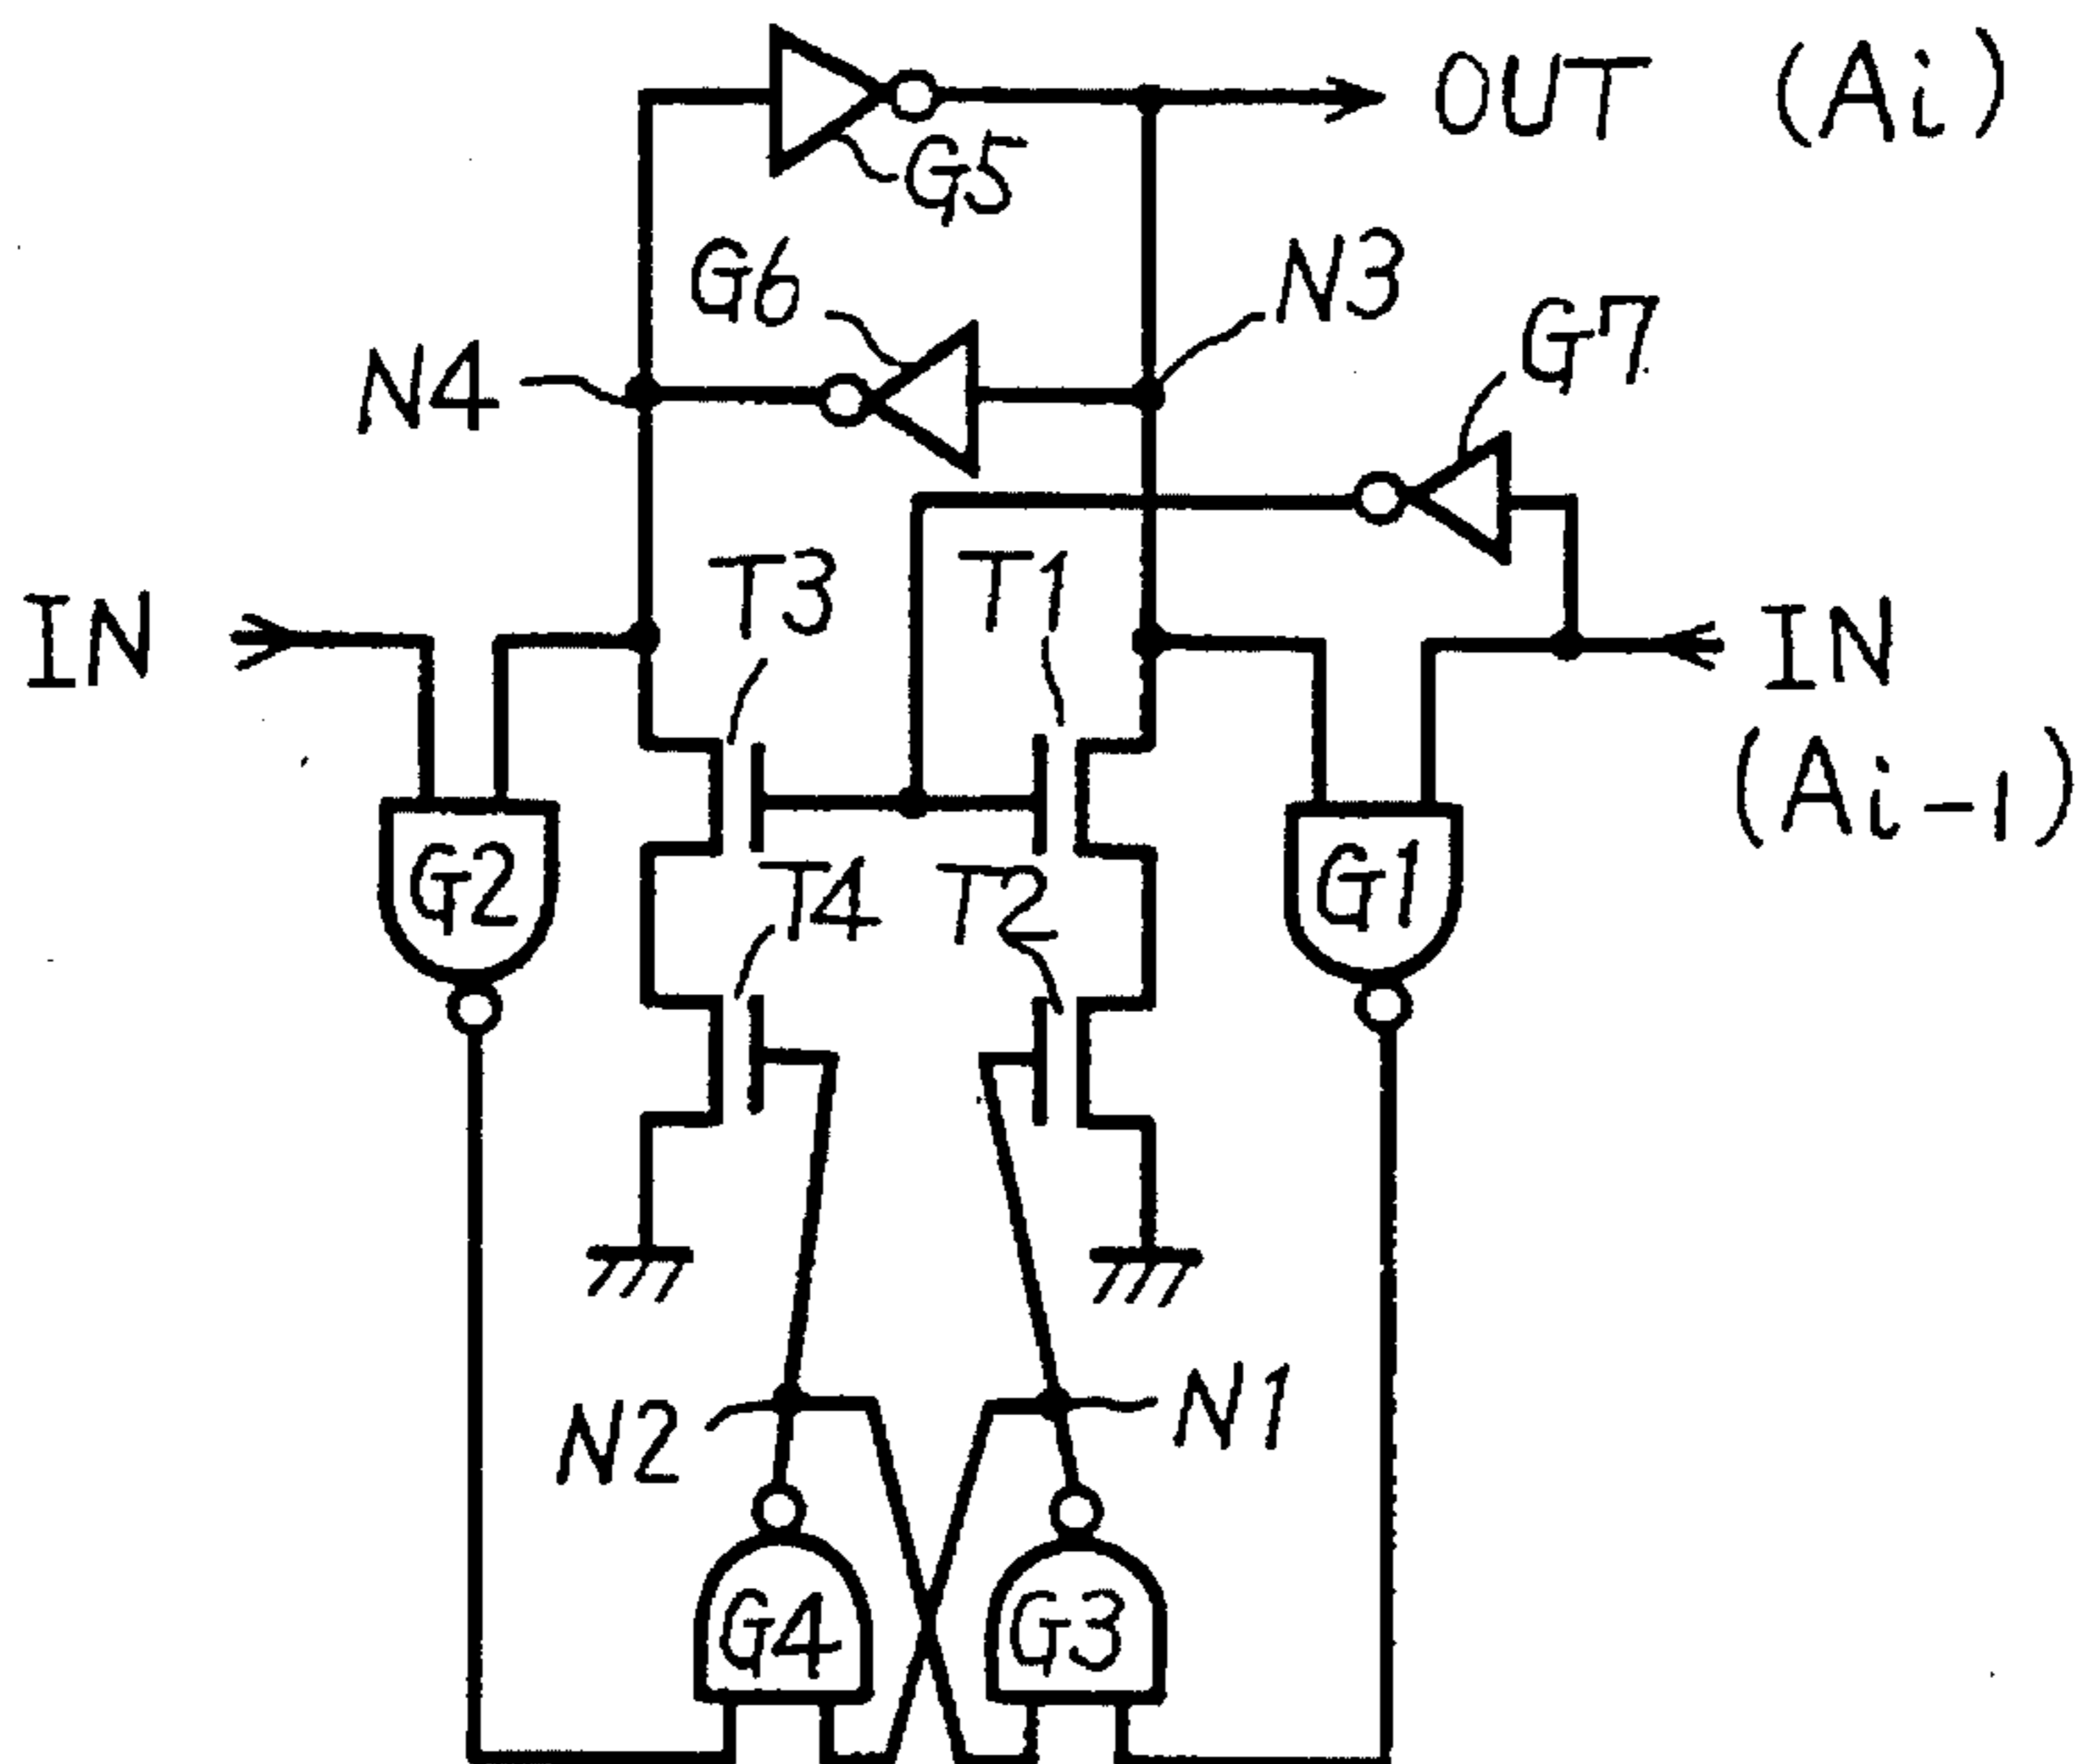 OUT (Ai)
G5
G6
N3
G7
N4
T3
T1
IN
IN
(Ai-1)
G2
T4
T2
G1
N2
N1
G4
G3